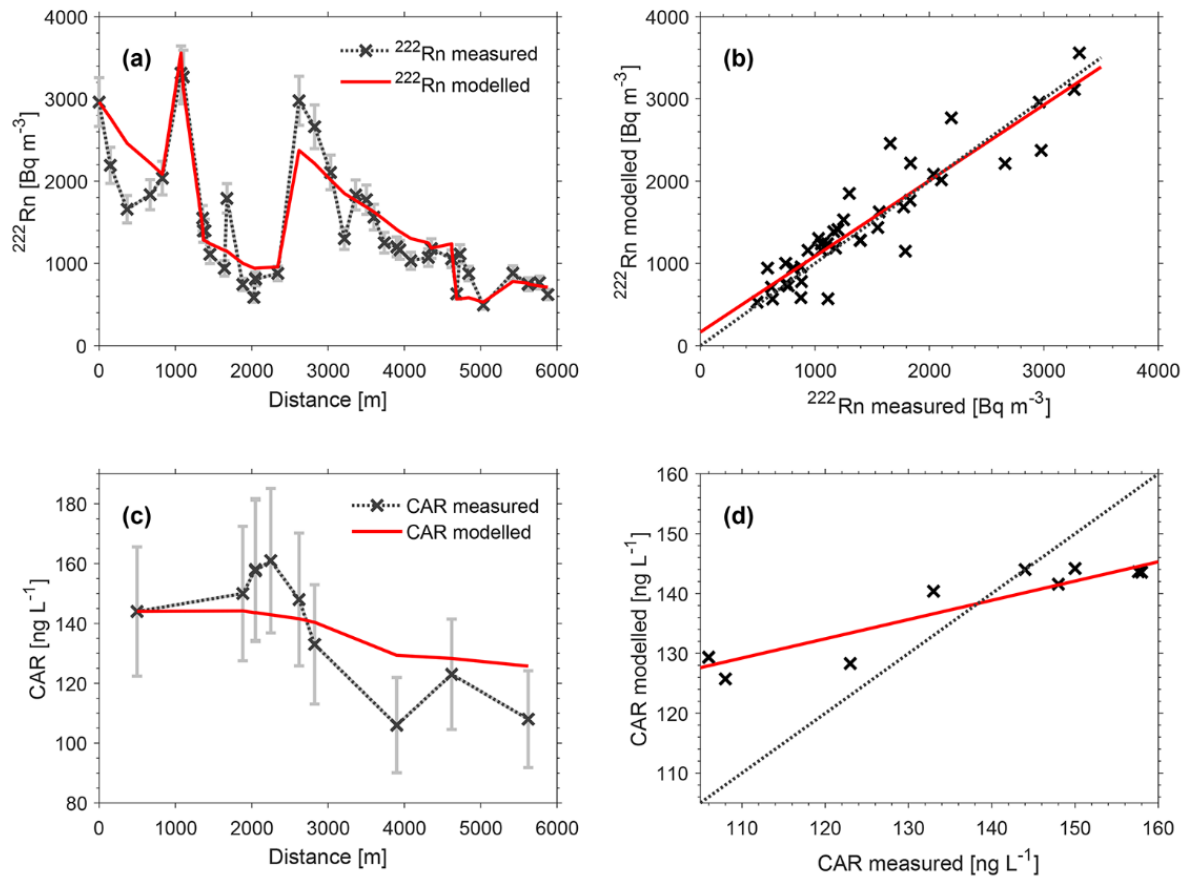 (a)
²²²Rn measured
²²²Rn modelled
²²²Rn [Bq m⁻³]
4000
3000
2000
1000
0
0 1000 2000 3000 4000 5000 6000
Distance [m]
(b)
²²²Rn modelled [Bq m⁻³]
4000
3000
2000
1000
0
0 1000 2000 3000 4000
²²²Rn measured [Bq m⁻³]
(c)
CAR measured
CAR modelled
CAR [ng L⁻¹]
180
160
140
120
100
80
0 1000 2000 3000 4000 5000 6000
Distance [m]
(d)
CAR modelled [ng L⁻¹]
160
150
140
130
120
110
110 120 130 140 150 160
CAR measured [ng L⁻¹]